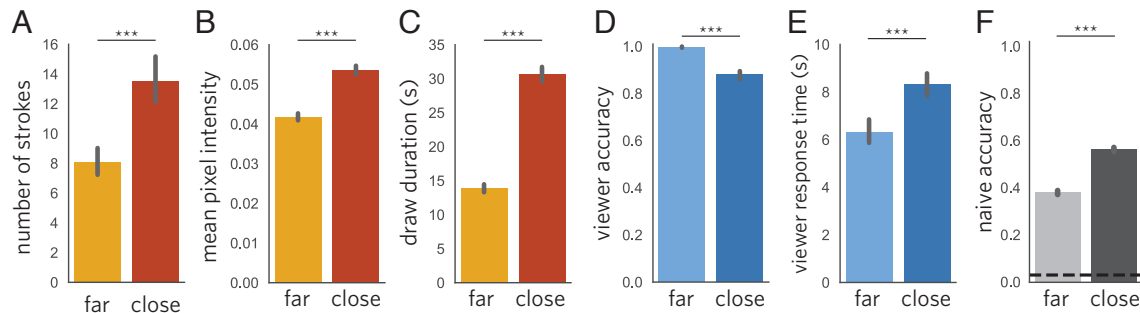 A
***
number of strokes
16
14
12
10
8
6
4
2
0
far close
B
***
mean pixel intensity
0.06
0.05
0.04
0.03
0.02
0.01
0.00
far close
C
***
draw duration (s)
35
30
25
20
15
10
5
0
far close
D
***
viewer accuracy
1.0
0.8
0.6
0.4
0.2
0.0
far close
E
***
viewer response time (s)
10
8
6
4
2
0
far close
F
***
naive accuracy
1.0
0.8
0.6
0.4
0.2
0.0
far close